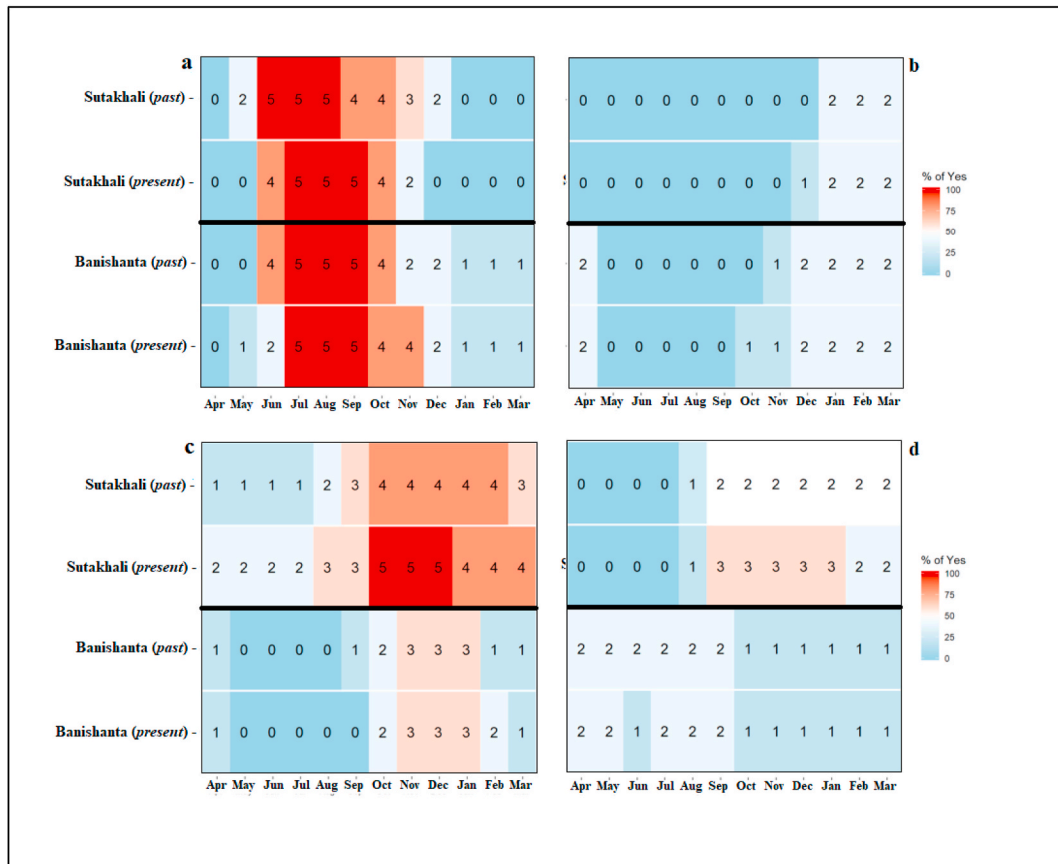 a
b
Sutakhali (past) - 0 2 5 5 5 4 4 3 2 0 0 0
0 0 0 0 0 0 0 0 0 2 2 2
Sutakhali (present) - 0 0 4 5 5 5 4 2 0 0 0 0
0 0 0 0 0 0 0 0 1 2 2 2
Banishanta (past) - 0 0 4 5 5 5 4 2 2 1 1 1
2 0 0 0 0 0 0 1 2 2 2 2
Banishanta (present) - 0 1 2 5 5 5 4 4 2 1 1 1
2 0 0 0 0 0 1 1 2 2 2 2
Apr May Jun Jul Aug Sep Oct Nov Dec Jan Feb Mar
Apr May Jun Jul Aug Sep Oct Nov Dec Jan Feb Mar
% of Yes
100
75
50
25
0
c
d
Sutakhali (past) - 1 1 1 1 2 3 4 4 4 4 4 3
0 0 0 0 1 2 2 2 2 2 2 2
Sutakhali (present) - 2 2 2 2 3 3 5 5 5 4 4 4
0 0 0 0 1 3 3 3 3 3 2 2
Banishanta (past) - 1 0 0 0 0 1 2 3 3 3 1 1
2 2 2 2 2 2 1 1 1 1 1 1
Banishanta (present) - 1 0 0 0 0 0 2 3 3 3 2 1
2 2 1 2 2 2 1 1 1 1 1 1
Apr May Jun Jul Aug Sep Oct Nov Dec Jan Feb Mar
Apr May Jun Jul Aug Sep Oct Nov Dec Jan Feb Mar
% of Yes
100
75
50
25
0